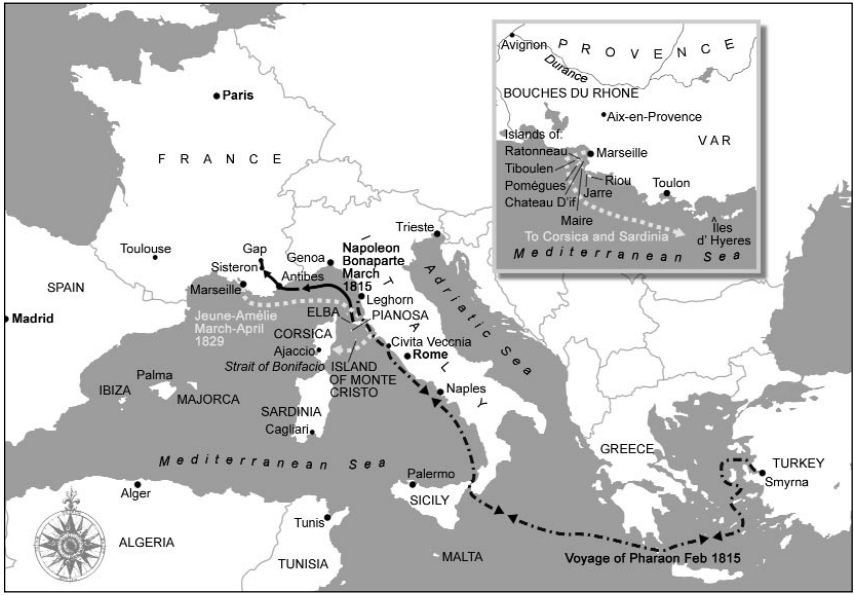 Paris
F R A N C E
Toulouse
Gap
Sisteron
Marseille
Antibes
Genoa
Napoleon
Bonaparte
March
1815
Trieste
I T A L Y
Leghorn
ELBA
PIANOSA
Jeune-Amélie
March-April
1829
CORSICA
Ajaccio
Strait of Bonifacio
ISLAND
OF MONTE
CRISTO
Civita Veccnia
Rome
Naples
Adriatic Sea
SPAIN
Madrid
Palma
IBIZA
MAJORCA
SARDINIA
Cagliari
Mediterranean Sea
Palermo
SICILY
GREECE
TURKEY
Smyrna
Alger
ALGERIA
Tunis
TUNISIA
MALTA
Voyage of Pharaon Feb 1815
Avignon
P R O V E N C E
Durance
BOUCHES DU RHONE
Aix-en-Provence
VAR
Islands of:
Ratonneau
Tiboulen
Pomégues
Chateau D'if
Marseille
Riou
Jarre
Maire
Toulon
To Corsica and Sardinia
Îles
d' Hyeres
Mediterranean Sea